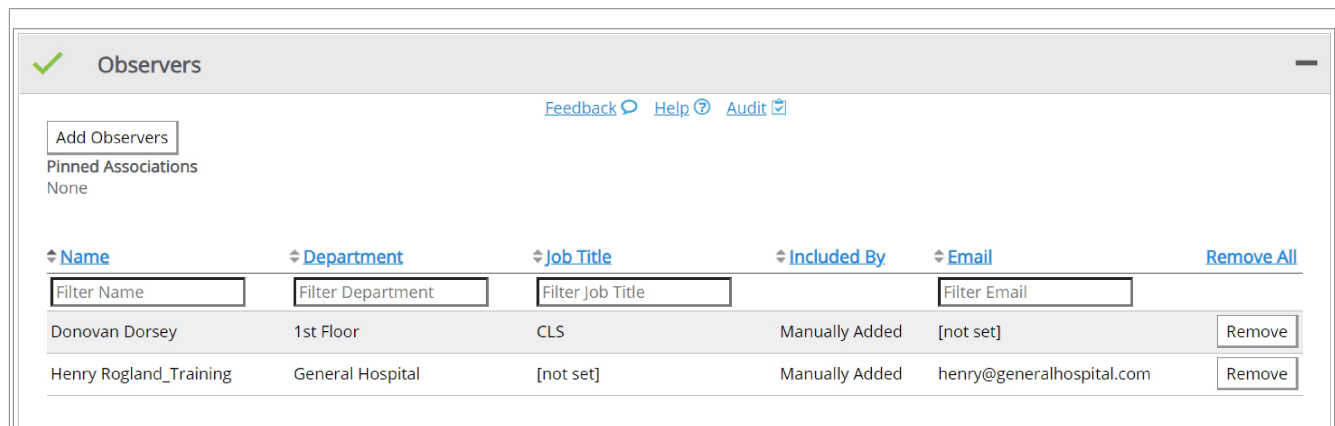 Observers
Feedback Help Audit
Add Observers
Pinned Associations
None
Name Department Job Title Included By Email Remove All
Filter Name Filter Department Filter Job Title Filter Email
Donovan Dorsey 1st Floor CLS Manually Added [not set] Remove
Henry Rogland_Training General Hospital [not set] Manually Added henry@generalhospital.com Remove